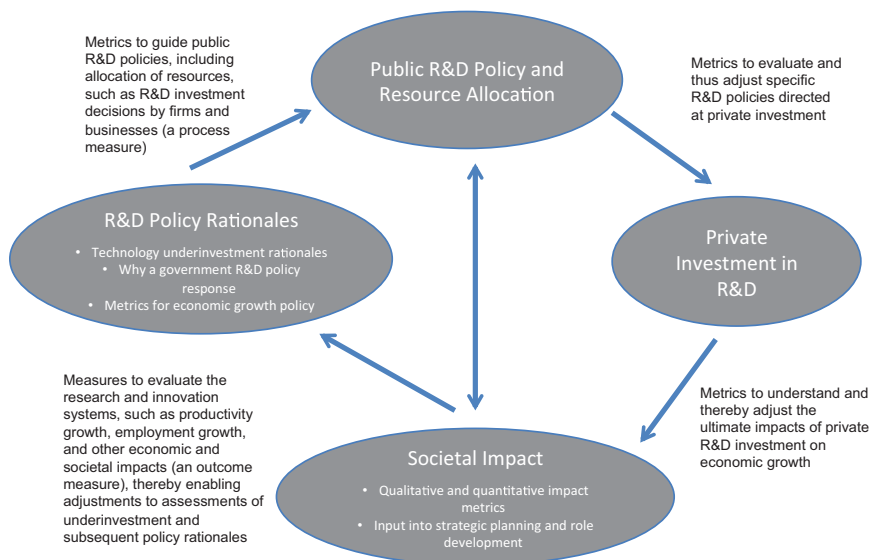 Metrics to guide public
R&D policies, including
allocation of resources,
such as R&D investment
decisions by firms and
businesses (a process
measure)
Public R&D Policy and
Resource Allocation
Metrics to evaluate and
thus adjust specific
R&D policies directed
at private investment
R&D Policy Rationales
• Technology underinvestment rationales
• Why a government R&D policy
response
• Metrics for economic growth policy
Private
Investment in
R&D
Measures to evaluate the
research and innovation
systems, such as productivity
growth, employment growth,
and other economic and
societal impacts (an outcome
measure), thereby enabling
adjustments to assessments of
underinvestment and
subsequent policy rationales
Societal Impact
• Qualitative and quantitative impact
metrics
• Input into strategic planning and role
development
Metrics to understand and
thereby adjust the
ultimate impacts of private
R&D investment on
economic growth